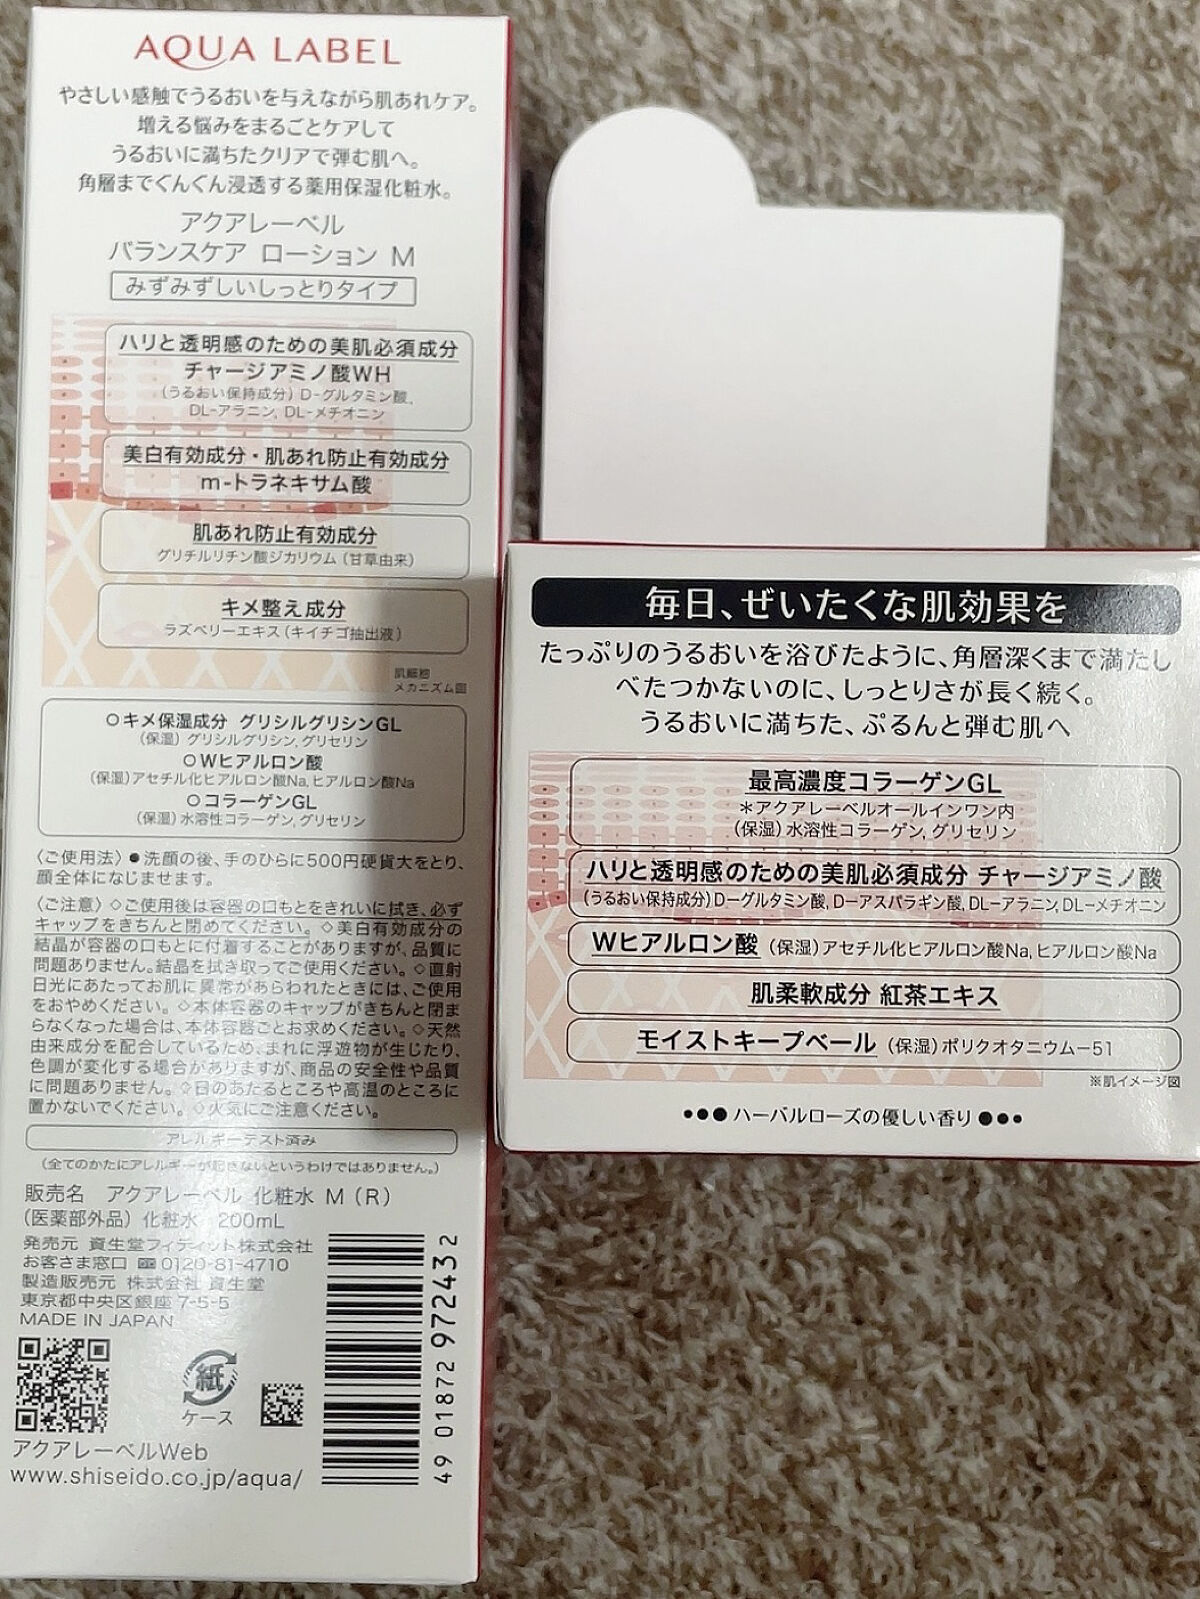 AQUA LABEL
やさしい感触でうるおいを与えながら肌あれケア。
増える悩みをまるごとケアして
うるおいに満ちたクリアで弾む肌へ。
角層までぐんぐん浸透する薬用保湿化粧水。
アクアレーベル
バランスケア ローション M
みずみずしいしっとりタイプ
ハリと透明感のための美肌必須成分
チャージアミノ酸WH
(うるおい保持成分) D-グルタミン酸,
DL-アラニン, DL-メチオニン
美白有効成分・肌あれ防止有効成分
m-トラネキサム酸
肌あれ防止有効成分
グリチルリチン酸ジカリウム (甘草由来)
キメ整え成分
ラズベリーエキス (キイチゴ抽出液)
肌細胞
メカニズム図
○キメ保湿成分 グリシルグリシンGL
(保湿) グリシルグリシン, グリセリン
○Wヒアルロン酸
(保湿) アセチル化ヒアルロン酸Na, ヒアルロン酸Na
○コラーゲンGL
(保湿) 水溶性コラーゲン, グリセリン
〈ご使用法〉●洗顔の後、手のひらに500円硬貨大をとり、
顔全体になじませます。
〈ご注意〉◇ご使用後は容器の口もとをきれいに拭き、必ず
キャップをきちんと閉めてください。◇美白有効成分の
結晶が容器の口もとに付着することがありますが、品質に
問題ありません。結晶を拭き取ってご使用ください。◇直射
日光にあたってお肌に異常があらわれたときには、ご使用
をおやめください。◇本体容器のキャップがきちんと閉ま
らなくなった場合は、本体容器ごとお求めください。◇天然
由来成分を配合しているため、まれに浮遊物が生じたり、
色調が変化する場合がありますが、商品の安全性や品質
に問題ありません。◇日のあたるところや高温のところに
置かないでください。◇火気にご注意ください。
アレルギーテスト済み
(全てのかたにアレルギーが起きないというわけではありません。)
販売名 アクアレーベル 化粧水 M (R)
(医薬部外品) 化粧水 200mL
発売元 資生堂フィティット株式会社
お客さま窓口 0120-81-4710
製造販売元 株式会社 資生堂
東京都中央区銀座 7-5-5
MADE IN JAPAN
紙
ケース
アクアレーベルWeb
www.shiseido.co.jp/aqua/
49 01872 972432
毎日、ぜいたくな肌効果を
たっぷりのうるおいを浴びたように、角層深くまで満たし
べたつかないのに、しっとりさが長く続く。
うるおいに満ちた、ぷるんと弾む肌へ
最高濃度コラーゲンGL
＊アクアレーベルオールインワン内
(保湿) 水溶性コラーゲン, グリセリン
ハリと透明感のための美肌必須成分 チャージアミノ酸
(うるおい保持成分) D-グルタミン酸, D-アスパラギン酸, DL-アラニン, DL-メチオニン
Wヒアルロン酸 (保湿) アセチル化ヒアルロン酸Na, ヒアルロン酸Na
肌柔軟成分 紅茶エキス
モイストキープベール (保湿) ポリクオタニウム-51
※肌イメージ図
•●●ハーバルローズの優しい香り●●•